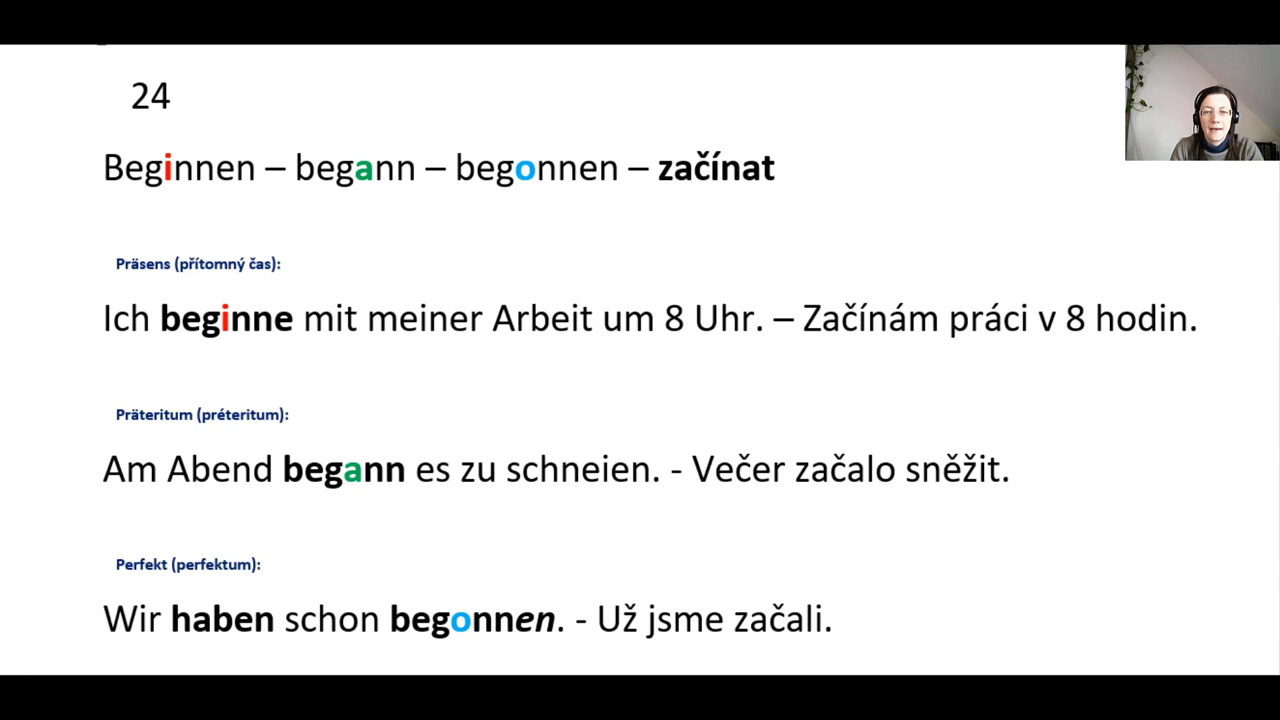 24
Beginnen – begann – begonnen – začínat
Präsens (přítomný čas):
Ich beginne mit meiner Arbeit um 8 Uhr. – Začínám práci v 8 hodin.
Präteritum (préteritum):
Am Abend begann es zu schneien. - Večer začalo sněžit.
Perfekt (perfektum):
Wir haben schon begonnen. - Už jsme začali.